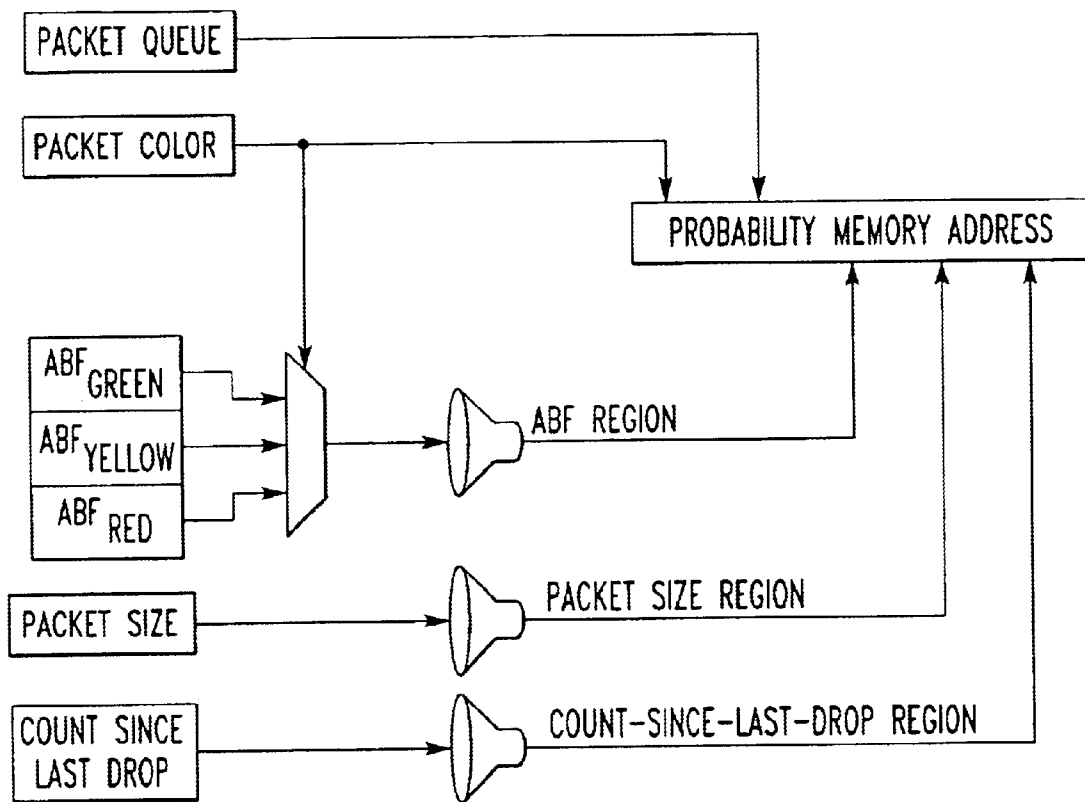 PACKET QUEUE
PACKET COLOR
PROBABILITY MEMORY ADDRESS
ABF GREEN
ABF YELLOW
ABF RED
ABF REGION
PACKET SIZE
PACKET SIZE REGION
COUNT SINCE
LAST DROP
COUNT-SINCE-LAST-DROP REGION